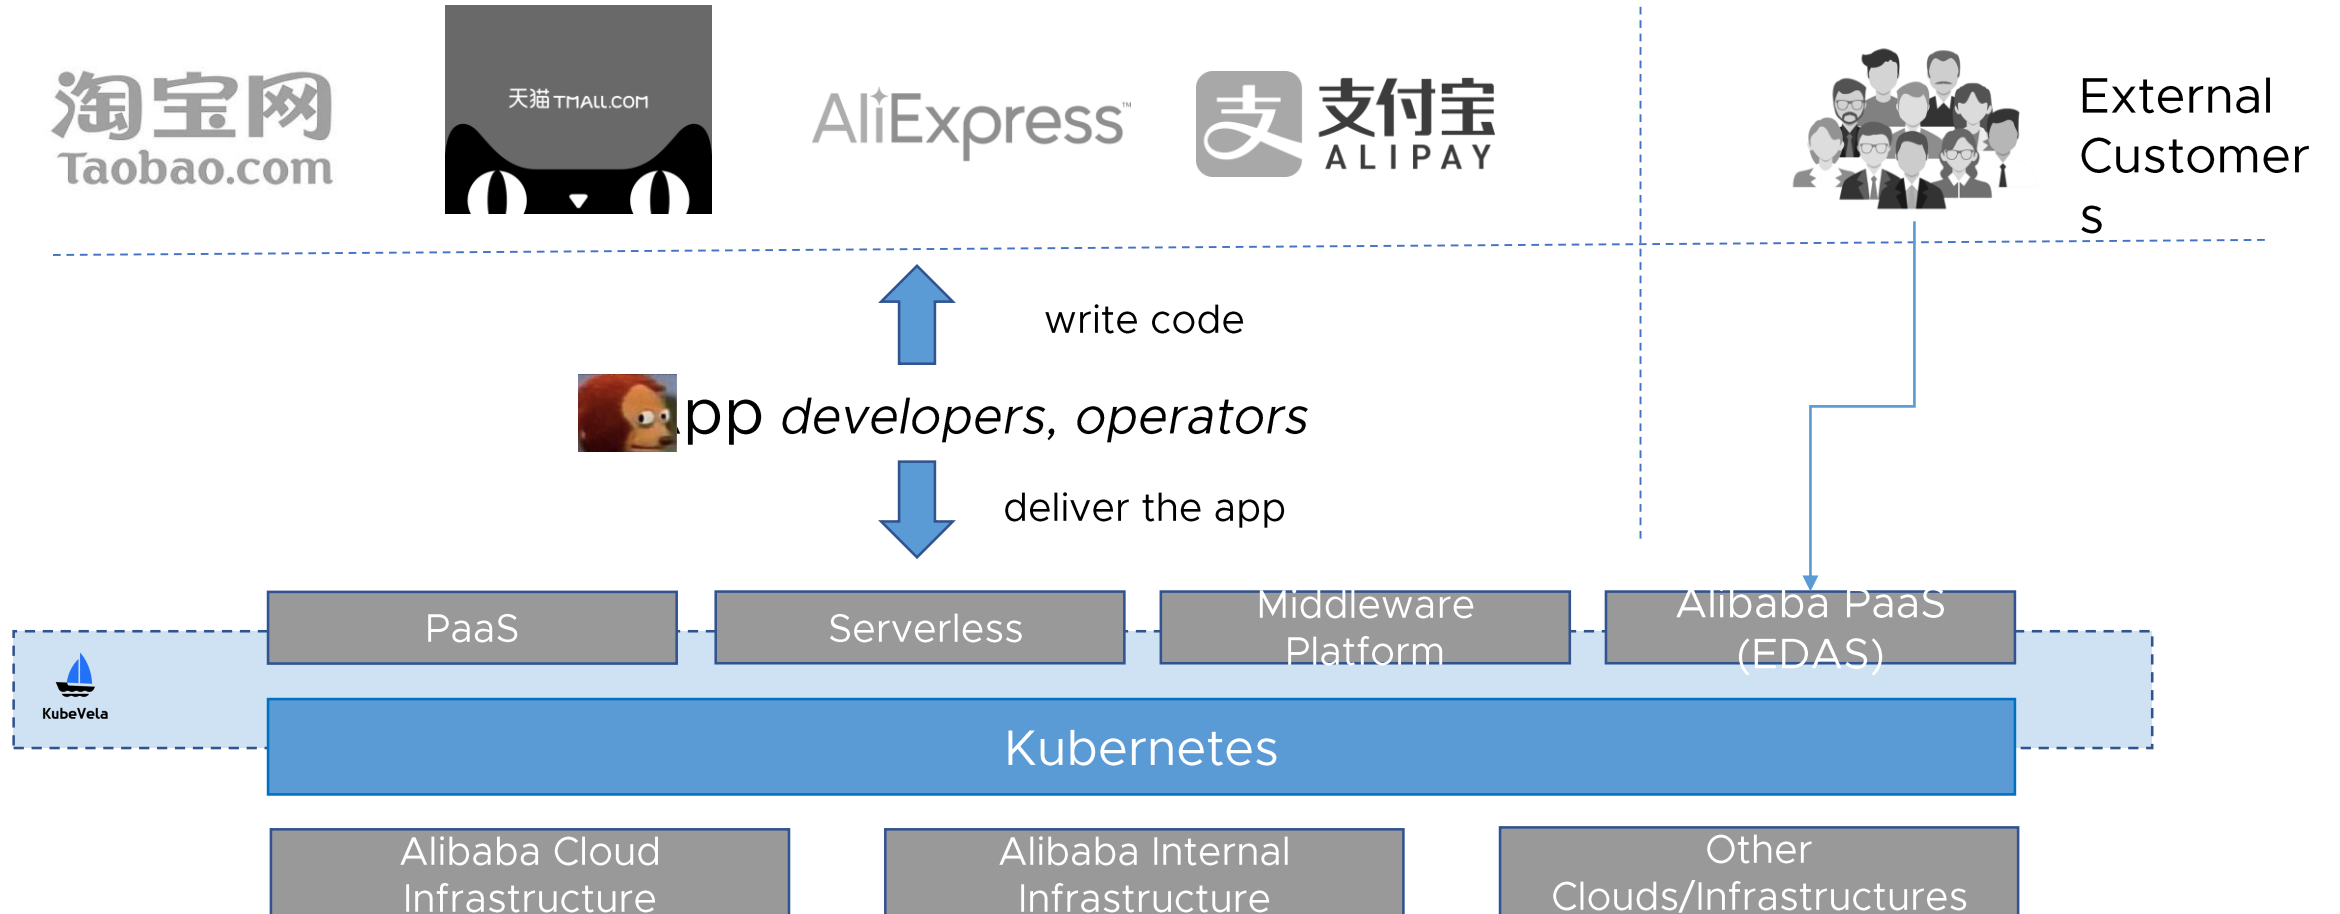 淘宝网
Taobao.com
天猫 TMALL.COM
AliExpress™
支付宝
ALIPAY
External
Customer
s
write code
pp developers, operators
deliver the app
PaaS
Serverless
Middleware
Platform
Alibaba PaaS
(EDAS)
KubeVela
Kubernetes
Alibaba Cloud
Infrastructure
Alibaba Internal
Infrastructure
Other
Clouds/Infrastructures